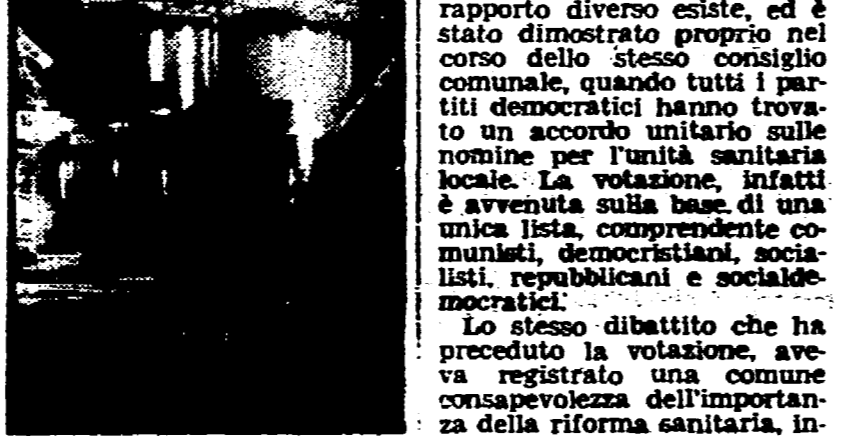 rapporto diverso esiste, ed è
stato dimostrato proprio nel
corso dello stesso consiglio
comunale, quando tutti i par-
titi democratici hanno trova-
to un accordo unitario sulle
nomine per l'unità sanitaria
locale. La votazione, infatti
è avvenuta sulla base di una
unica lista, comprendente co-
munisti, democristiani, socia-
listi, repubblicani e socialde-
mocratici.
Lo stesso dibattito che ha
preceduto la votazione, ave-
va registrato una comune
consapevolezza dell'importan-
za della riforma sanitaria, in-